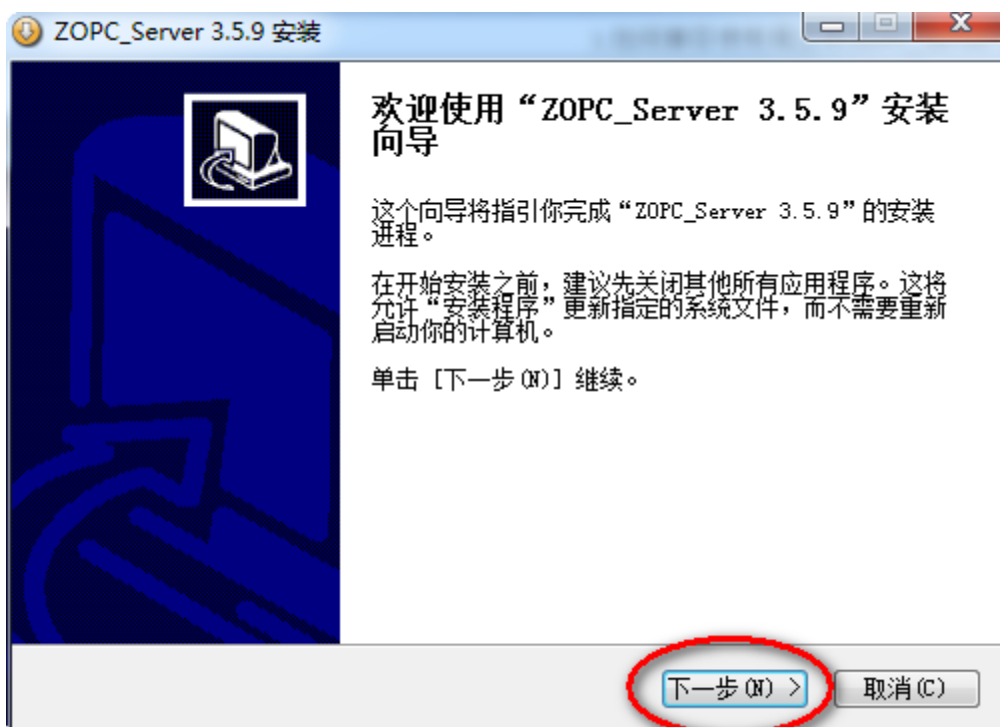 ZOPC_Server 3.5.9 安装
欢迎使用“ZOPC_Server 3.5.9”安装
向导
这个向导将指引你完成“ZOPC_Server 3.5.9”的安装
进程。
在开始安装之前，建议先关闭其他所有应用程序。这将
允许“安装程序”更新指定的系统文件，而不需要重新
启动你的计算机。
单击 [下一步(N)] 继续。
下一步(N) >
取消(C)